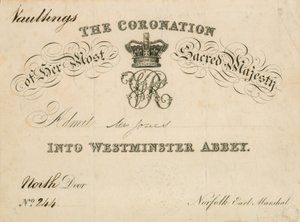 Vaultings
THE CORONATION
of Her Most Sacred Majesty
VR
Admit Mr Jones
INTO WESTMINSTER ABBEY.
North Door
No. 244.
Norfolk Earl Marshal.